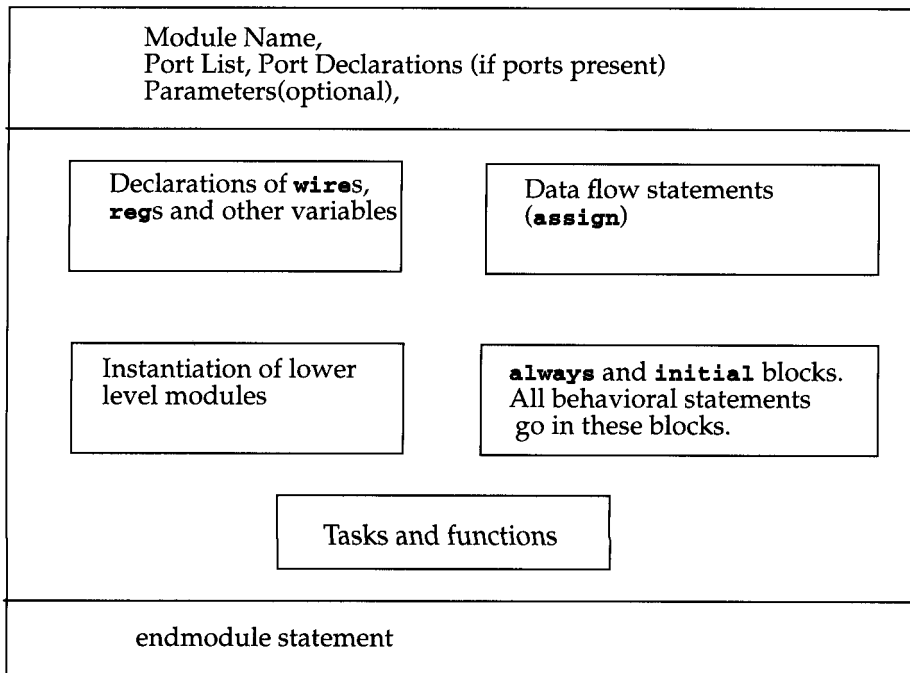 Module Name,
Port List, Port Declarations (if ports present)
Parameters(optional),
Declarations of wires,
regs and other variables
Data flow statements
(assign)
Instantiation of lower
level modules
always and initial blocks.
All behavioral statements
go in these blocks.
Tasks and functions
endmodule statement